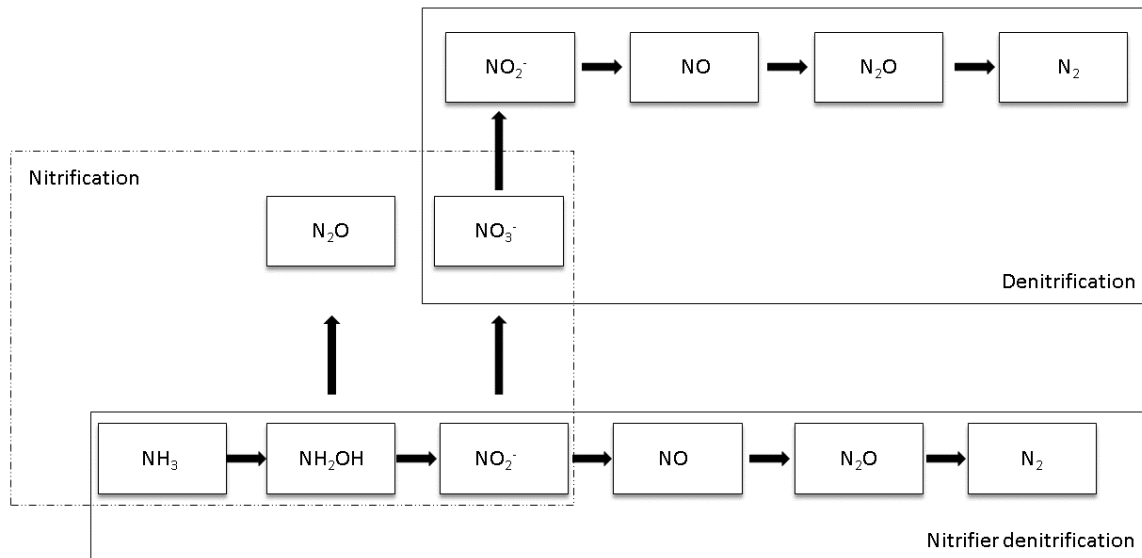 NO₂⁻ NO N₂O N₂
Nitrification
N₂O NO₃⁻
Denitrification
NH₃ NH₂OH NO₂⁻ NO N₂O N₂
Nitrifier denitrification